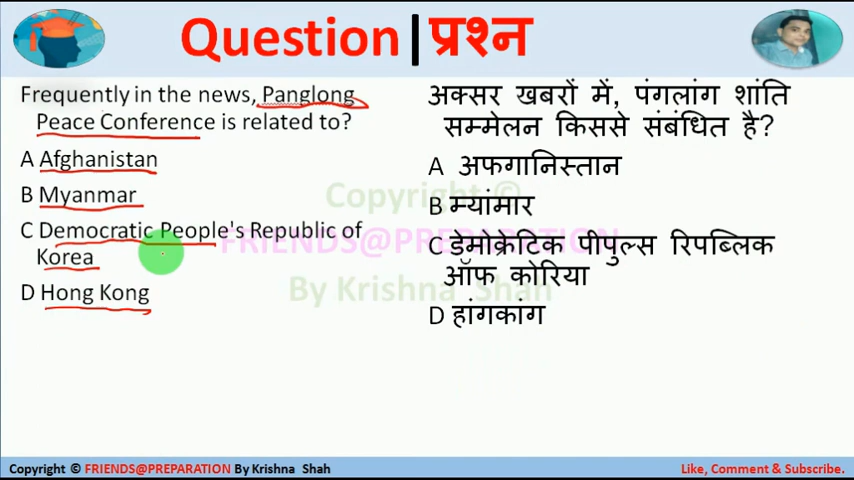 Question|प्रश्न
Frequently in the news, Panglong
Peace Conference is related to?
A Afghanistan
B Myanmar
C Democratic People's Republic of
Korea
D Hong Kong
अक्सर खबरों में, पंगलांग शांति
सम्मेलन किससे संबंधित है?
A अफगानिस्तान
B म्यांमार
C डेमोक्रेटिक पीपुल्स रिपब्लिक
ऑफ कोरिया
D हांगकांग
Copyright ©
FRIENDS@PREPARATION
By Krishna Shah
Copyright © FRIENDS@PREPARATION By Krishna Shah
Like, Comment & Subscribe.